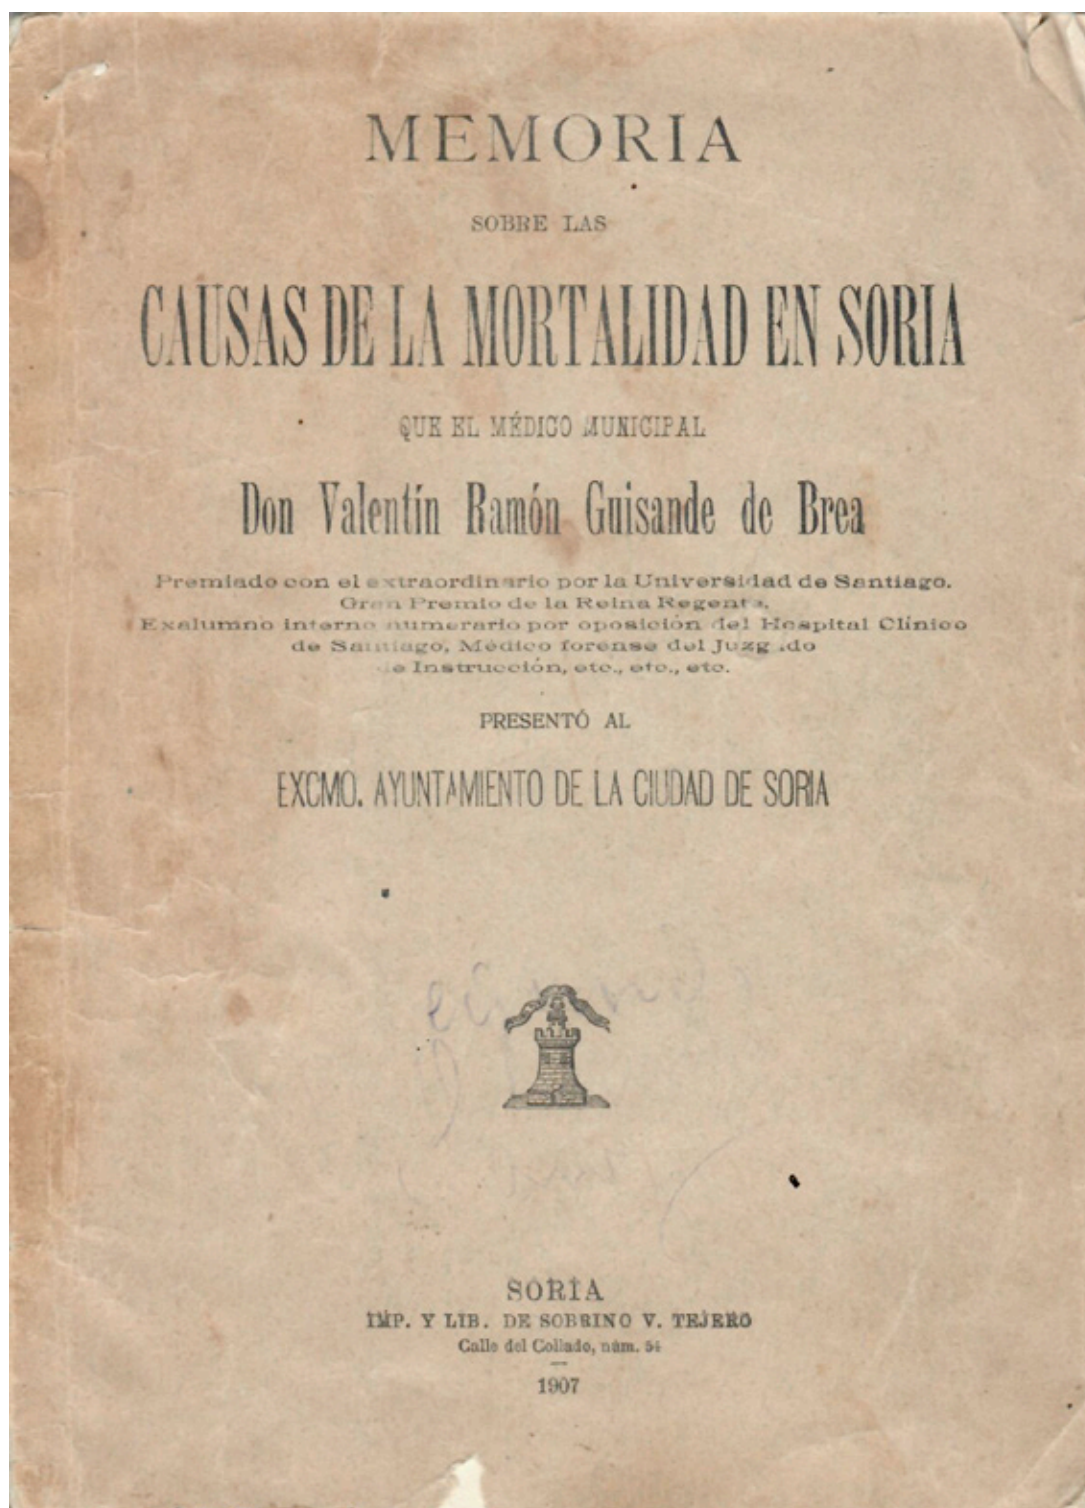 MEMORIA
SOBRE LAS
CAUSAS DE LA MORTALIDAD EN SORIA
QUE EL MÉDICO MUNICIPAL
Don Valentín Ramón Guisande de Brea
Premiado con el extraordinario por la Universidad de Santiago.
Gran Premio de la Reina Regente,
Exalumno interno numerario por oposición del Hospital Clínico
de Santiago, Médico forense del Juzgado
de Instrucción, etc., etc., etc.
PRESENTÓ AL
EXCMO. AYUNTAMIENTO DE LA CIUDAD DE SORIA
SORIA
IMP. Y LIB. DE SOBRINO V. TEJERO
Calle del Collado, núm. 54
1907